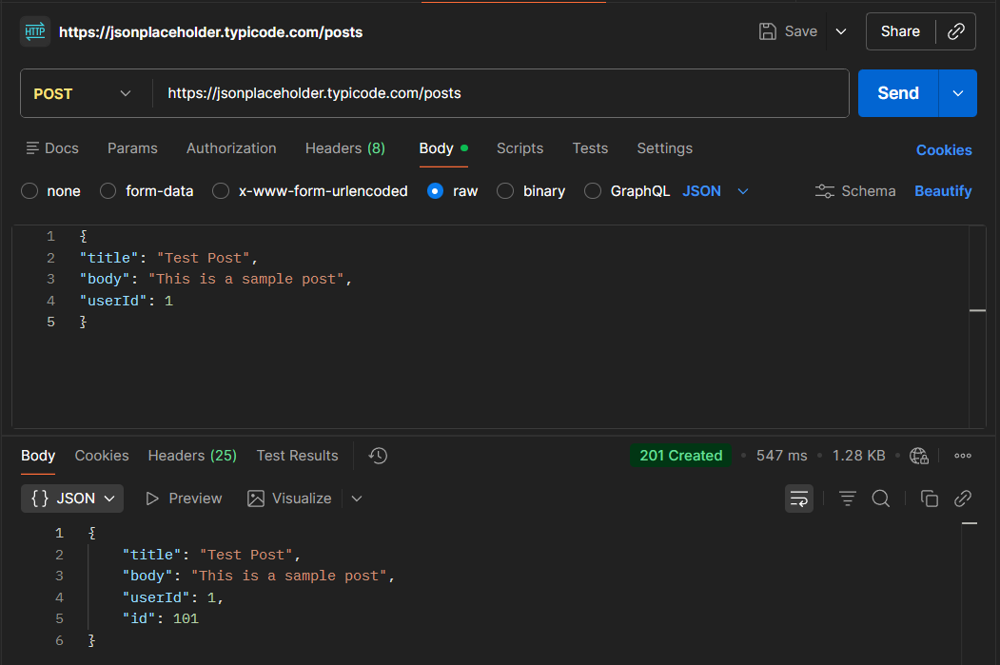 HTTP https://jsonplaceholder.typicode.com/posts Save Share
POST https://jsonplaceholder.typicode.com/posts Send
Docs Params Authorization Headers (8) Body Scripts Tests Settings Cookies
none form-data x-www-form-urlencoded raw binary GraphQL JSON Schema Beautify
1 {
2 "title": "Test Post",
3 "body": "This is a sample post",
4 "userId": 1
5 }
Body Cookies Headers (25) Test Results 201 Created • 547 ms • 1.28 KB •
{} JSON Preview Visualize
1 {
2 "title": "Test Post",
3 "body": "This is a sample post",
4 "userId": 1,
5 "id": 101
6 }